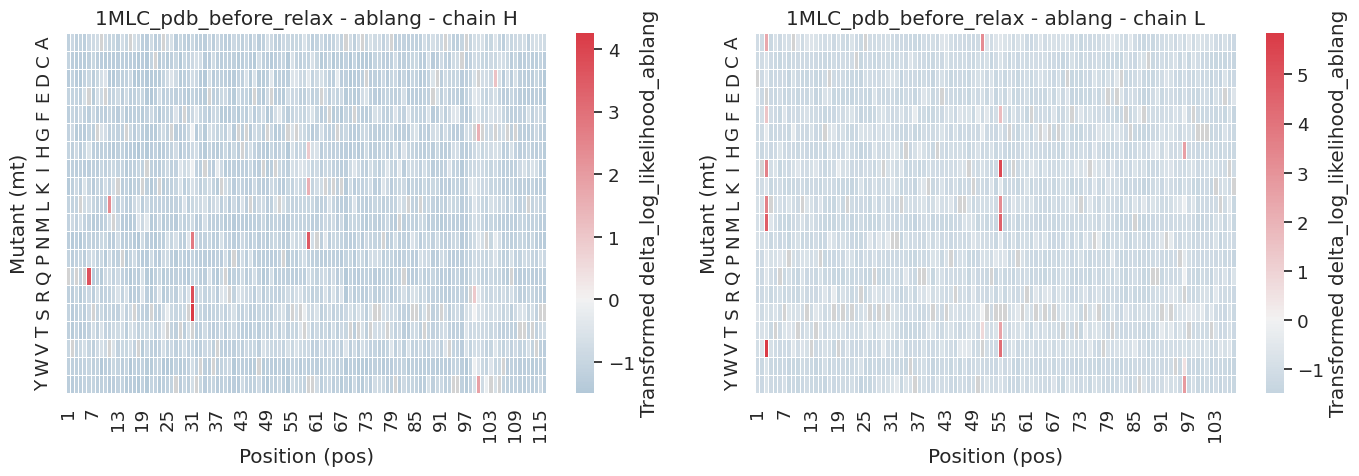 1MLC_pdb_before_relax - ablang - chain H
Mutant (mt)
A
C
D
E
F
G
H
I
K
L
M
N
P
Q
R
S
T
V
W
Y
1 7 13 19 25 31 37 43 49 55 61 67 73 79 85 91 97 103 109 115
Position (pos)
4
3
2
1
0
−1
Transformed delta_log_likelihood_ablang
1MLC_pdb_before_relax - ablang - chain L
Mutant (mt)
A
C
D
E
F
G
H
I
K
L
M
N
P
Q
R
S
T
V
W
Y
1 7 13 19 25 31 37 43 49 55 61 67 73 79 85 91 97 103
Position (pos)
5
4
3
2
1
0
−1
Transformed delta_log_likelihood_ablang